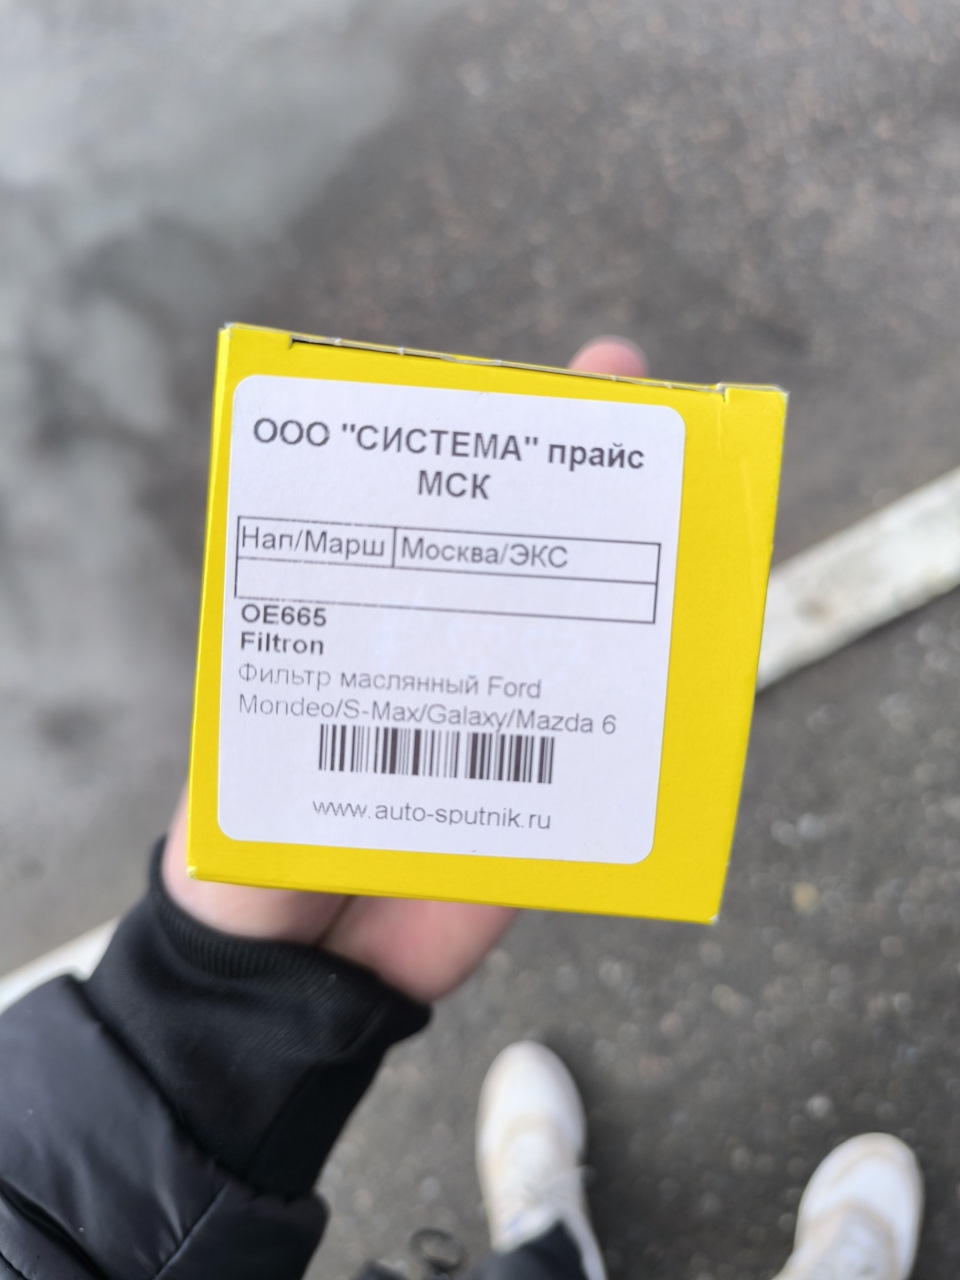 ООО "СИСТЕМА" прайс
МСК
Нап/Марш Москва/ЭКС
OE665
Filtron
Фильтр маслянный Ford
Mondeo/S-Max/Galaxy/Mazda 6
www.auto-sputnik.ru